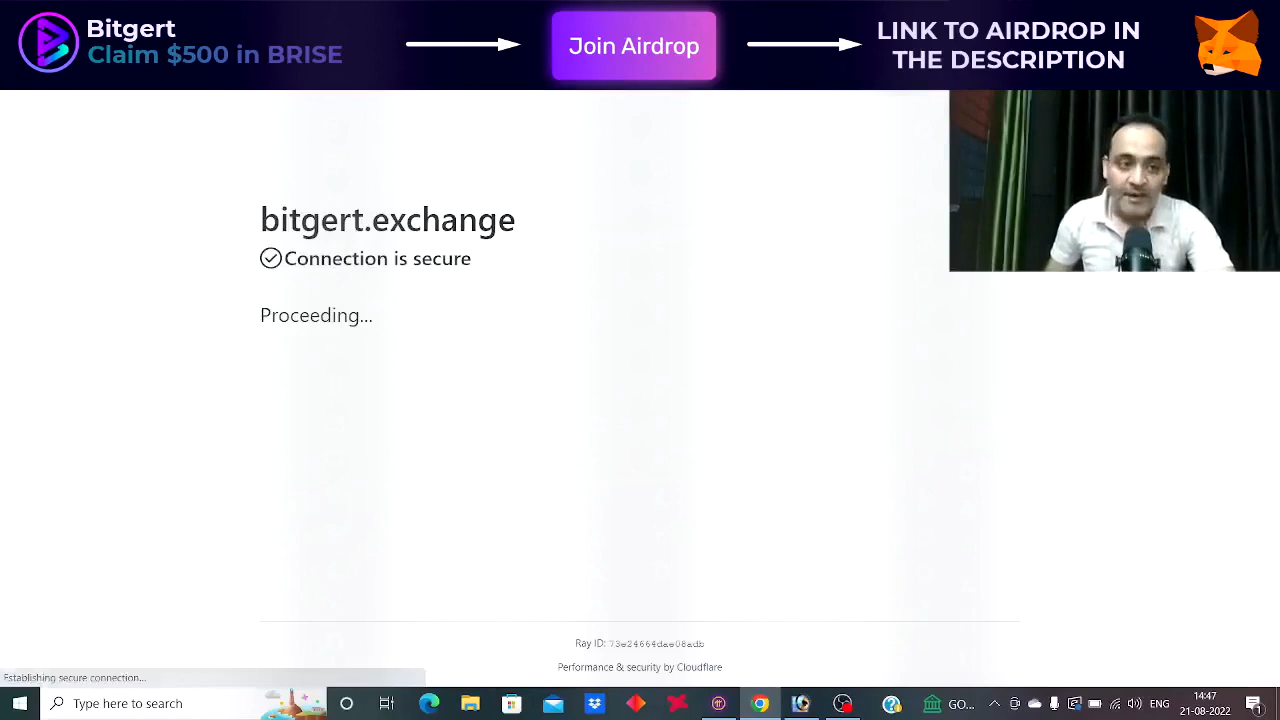 Bitgert
Claim $500 in BRISE
Join Airdrop
LINK TO AIRDROP IN
THE DESCRIPTION
bitgert.exchange
Connection is secure
Proceeding...
Ray ID: 73e24664dae08adb
Performance & security by Cloudflare
Establishing secure connection...
Type here to search
GO...
ENG
14:47
21-08-2022